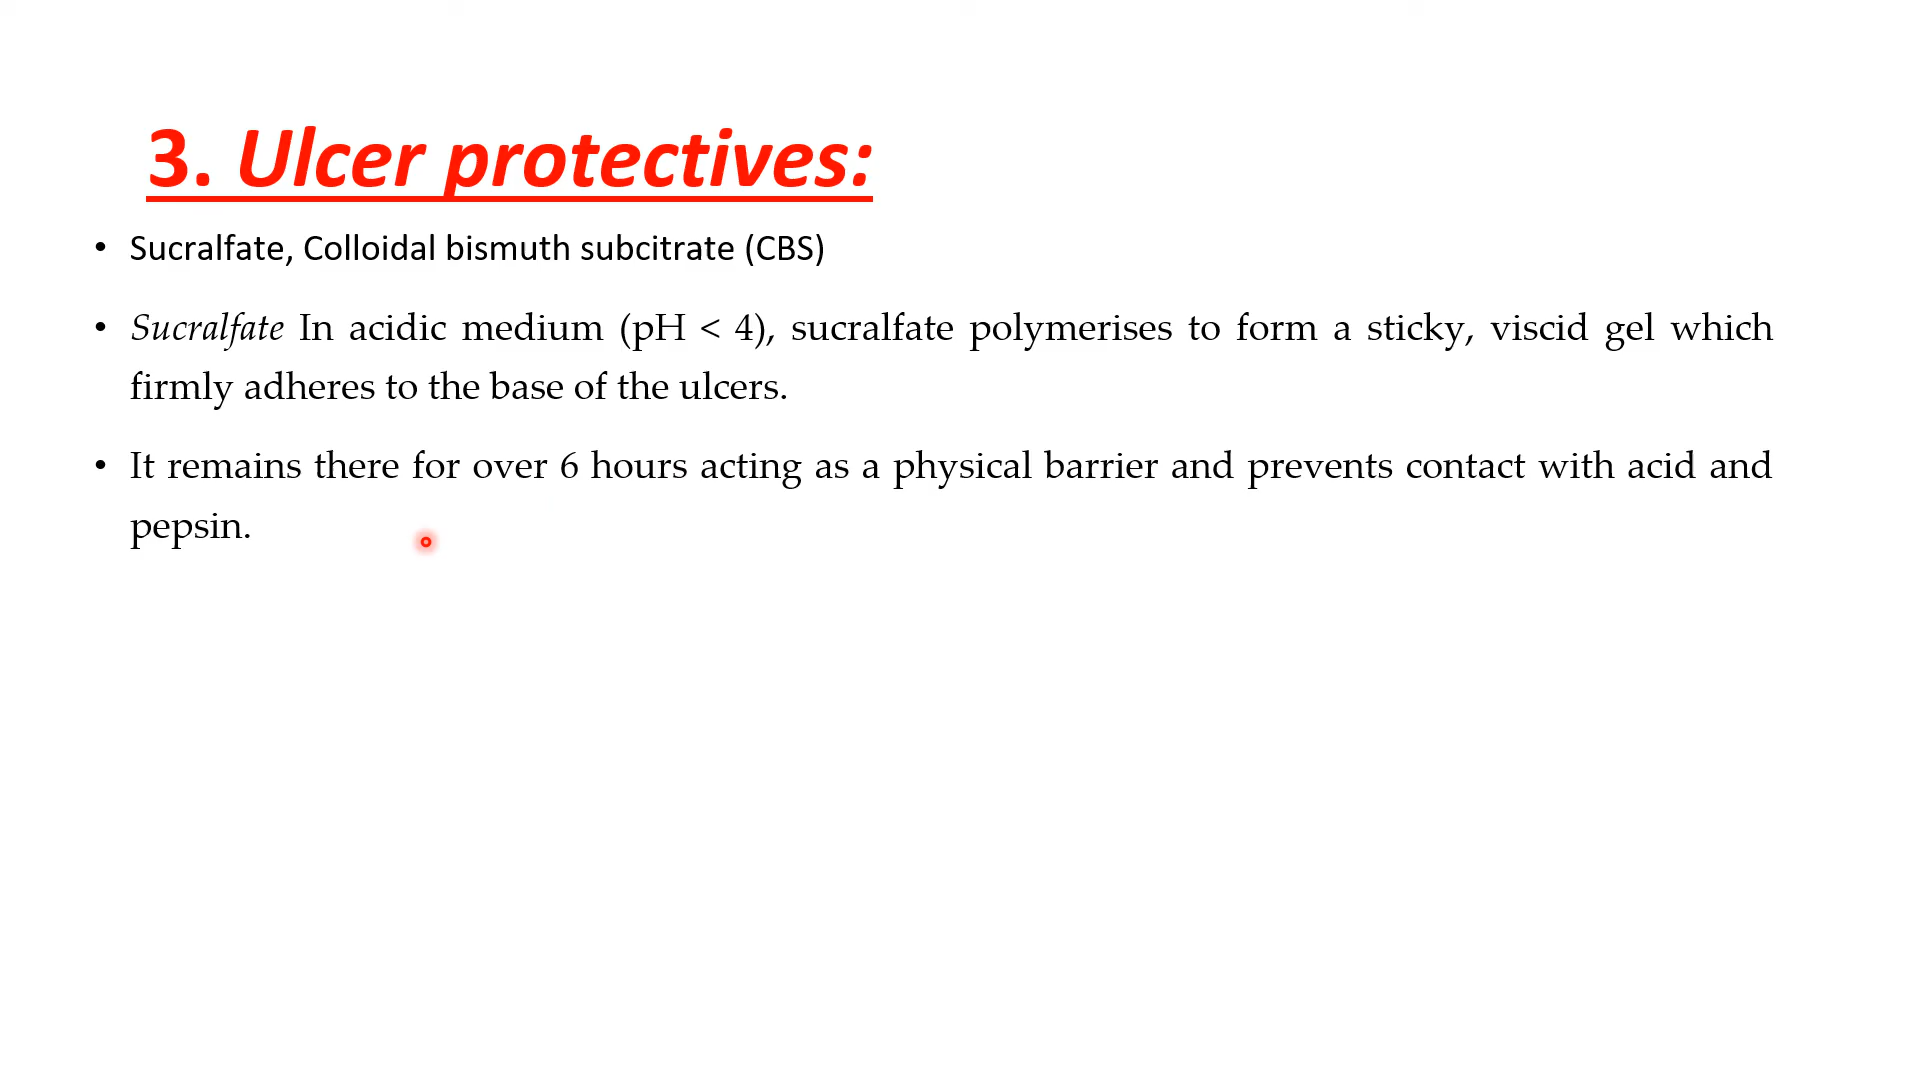 3. Ulcer protectives:
• Sucralfate, Colloidal bismuth subcitrate (CBS)
• Sucralfate In acidic medium (pH < 4), sucralfate polymerises to form a sticky, viscid gel which
firmly adheres to the base of the ulcers.
• It remains there for over 6 hours acting as a physical barrier and prevents contact with acid and
pepsin.